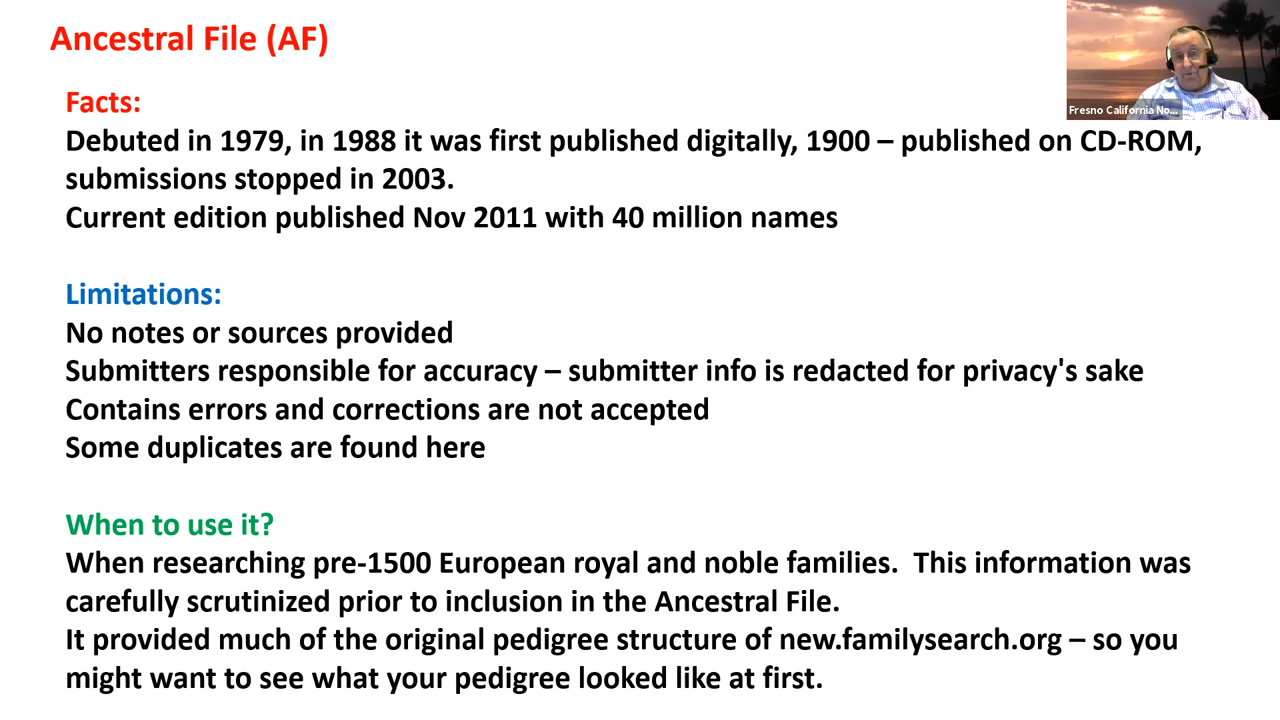 Ancestral File (AF)
Fresno California No...
Facts:
Debuted in 1979, in 1988 it was first published digitally, 1900 – published on CD-ROM,
submissions stopped in 2003.
Current edition published Nov 2011 with 40 million names
Limitations:
No notes or sources provided
Submitters responsible for accuracy – submitter info is redacted for privacy's sake
Contains errors and corrections are not accepted
Some duplicates are found here
When to use it?
When researching pre-1500 European royal and noble families.  This information was
carefully scrutinized prior to inclusion in the Ancestral File.
It provided much of the original pedigree structure of new.familysearch.org – so you
might want to see what your pedigree looked like at first.